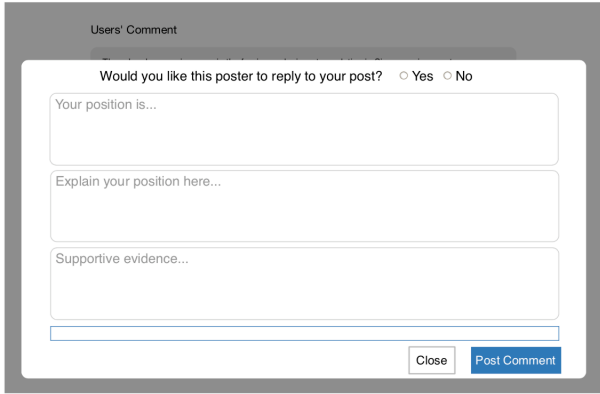 Users' Comment
Would you like this poster to reply to your post? Yes No
Your position is...
Explain your position here...
Supportive evidence...
Close Post Comment